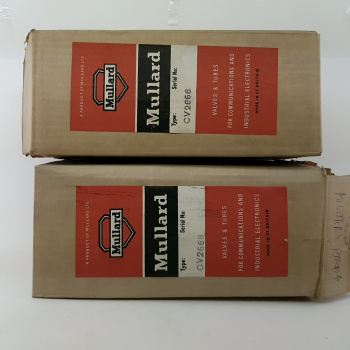 A PRODUCT OF MULLARD LTD
Mullard
Mullard
Serial No:
Type: CV2666
VALVES & TUBES
FOR COMMUNICATIONS AND
INDUSTRIAL ELECTRONICS
MADE IN GT. BRITAIN
A PRODUCT OF MULLARD LTD
Mullard
Mullard
Serial No:
Type: CV2666
VALVES & TUBES
FOR COMMUNICATIONS AND
INDUSTRIAL ELECTRONICS
MADE IN GT. BRITAIN